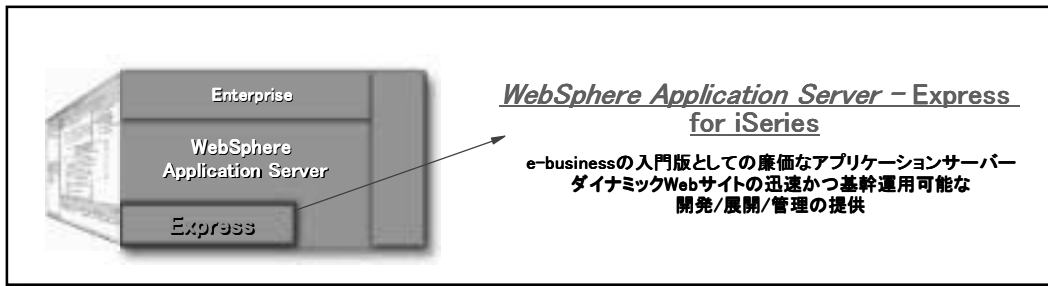 Enterprise
WebSphere
Application Server
Express
WebSphere Application Server - Express
for iSeries
e-businessの入門版としての廉価なアプリケーションサーバー
ダイナミックWebサイトの迅速かつ基幹運用可能な
開発/展開/管理の提供